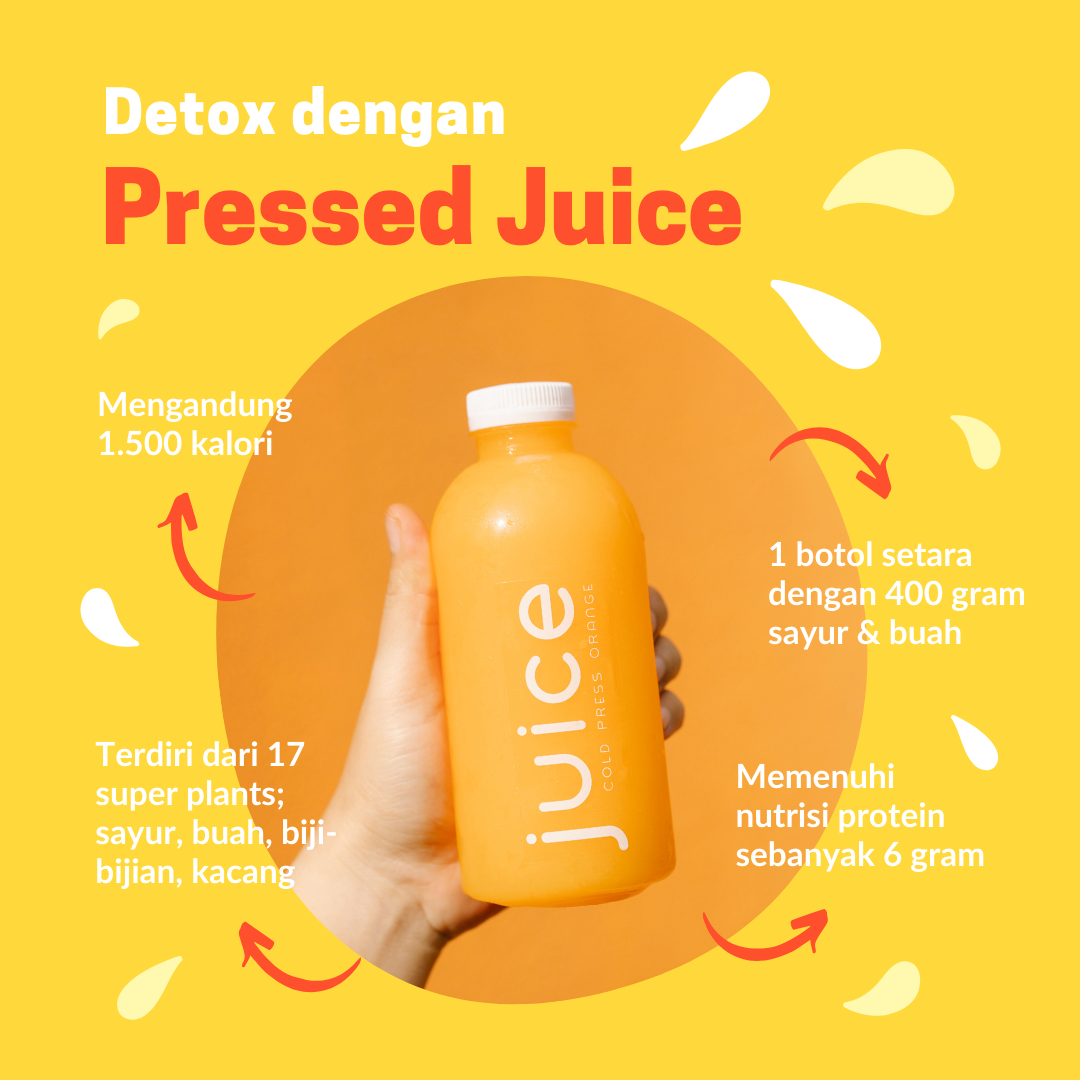 Detox dengan
Pressed Juice
Mengandung
1.500 kalori
1 botol setara
dengan 400 gram
sayur & buah
juice
COLD PRESS ORANGE
Terdiri dari 17
super plants;
sayur, buah, biji-
bijian, kacang
Memenuhi
nutrisi protein
sebanyak 6 gram